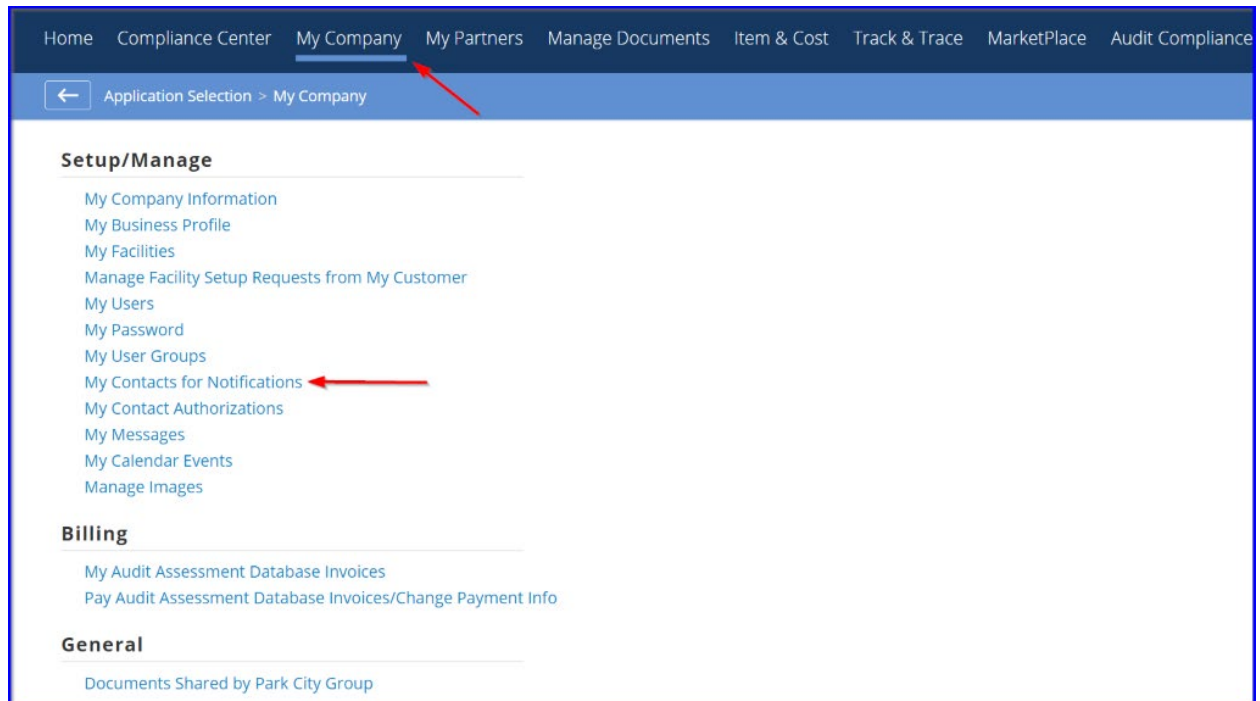 Home Compliance Center My Company My Partners Manage Documents Item & Cost Track & Trace MarketPlace Audit Compliance
Application Selection > My Company
Setup/Manage
My Company Information
My Business Profile
My Facilities
Manage Facility Setup Requests from My Customer
My Users
My Password
My User Groups
My Contacts for Notifications
My Contact Authorizations
My Messages
My Calendar Events
Manage Images
Billing
My Audit Assessment Database Invoices
Pay Audit Assessment Database Invoices/Change Payment Info
General
Documents Shared by Park City Group